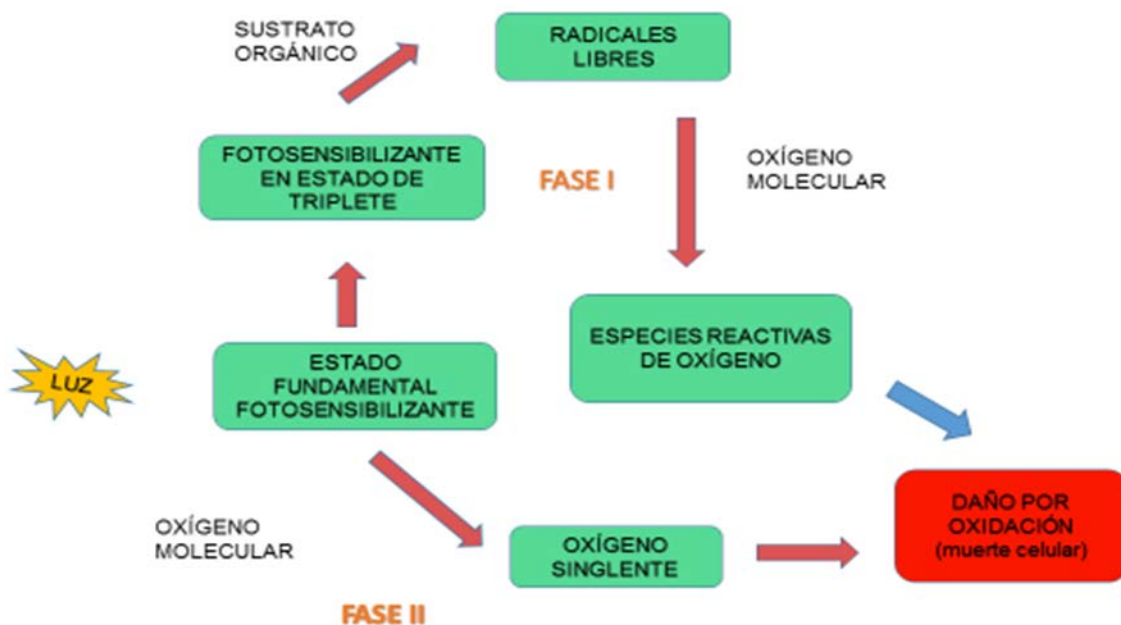 SUSTRATO
ORGÁNICO
RADICALES
LIBRES
FOTOSENSIBILIZANTE
EN ESTADO DE
TRIPLETE
FASE I
OXÍGENO
MOLECULAR
ESPECIES REACTIVAS
DE OXÍGENO
LUZ
ESTADO
FUNDAMENTAL
FOTOSENSIBILIZANTE
OXÍGENO
MOLECULAR
OXÍGENO
SINGLENTE
DAÑO POR
OXIDACIÓN
(muerte celular)
FASE II